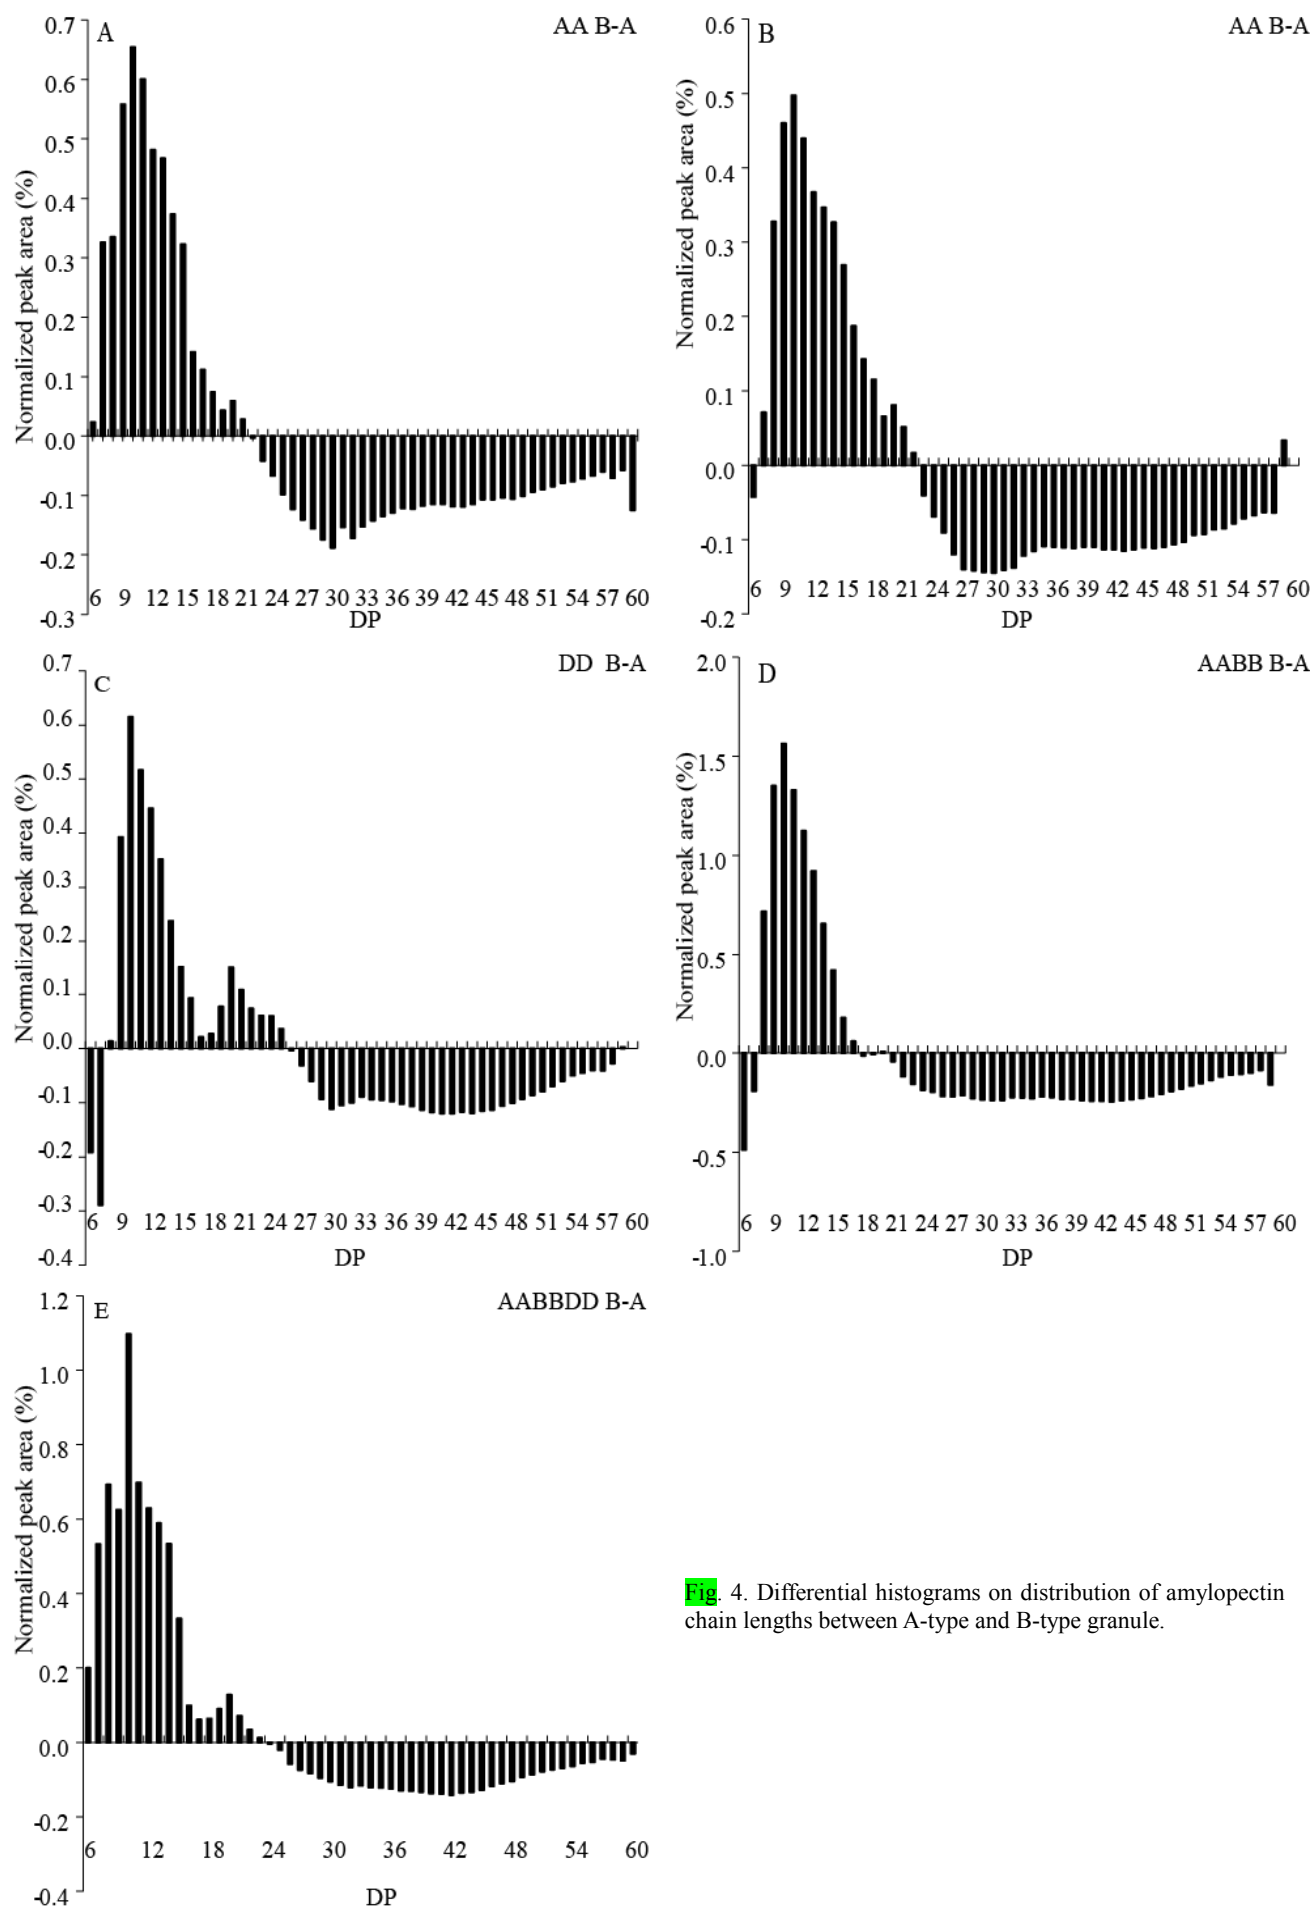 A
AA B-A
Normalized peak area (%)
0.7
0.6
0.5
0.4
0.3
0.2
0.1
0.0
-0.1
-0.2
-0.3
6 9 12 15 18 21 24 27 30 33 36 39 42 45 48 51 54 57 60
DP
B
AA B-A
Normalized peak area (%)
0.6
0.5
0.4
0.3
0.2
0.1
0.0
-0.1
-0.2
6 9 12 15 18 21 24 27 30 33 36 39 42 45 48 51 54 57 60
DP
C
DD B-A
Normalized peak area (%)
0.7
0.6
0.5
0.4
0.3
0.2
0.1
0.0
-0.1
-0.2
-0.3
-0.4
6 9 12 15 18 21 24 27 30 33 36 39 42 45 48 51 54 57 60
DP
D
AABB B-A
Normalized peak area (%)
2.0
1.5
1.0
0.5
0.0
-0.5
-1.0
6 9 12 15 18 21 24 27 30 33 36 39 42 45 48 51 54 57 60
DP
E
AABBDD B-A
Normalized peak area (%)
1.2
1.0
0.8
0.6
0.4
0.2
0.0
-0.2
-0.4
6 12 18 24 30 36 42 48 54 60
DP
Fig. 4. Differential histograms on distribution of amylopectin
chain lengths between A-type and B-type granule.